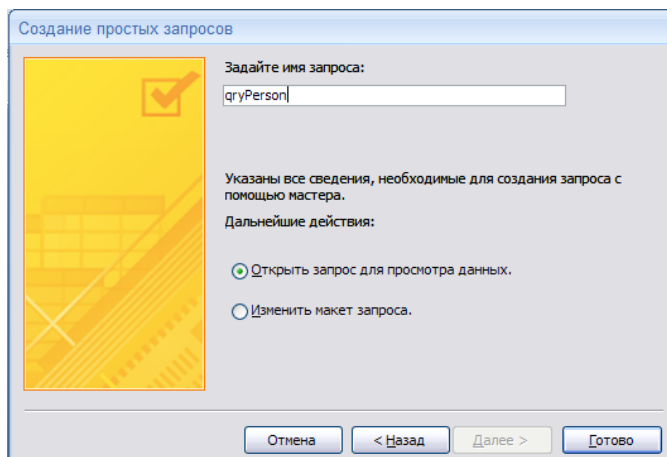 Создание простых запросов
Задайте имя запроса:
qryPerson
Указаны все сведения, необходимые для создания запроса с
помощью мастера.
Дальнейшие действия:
Открыть запрос для просмотра данных.
Изменить макет запроса.
Отмена
< Назад
Далее >
Готово